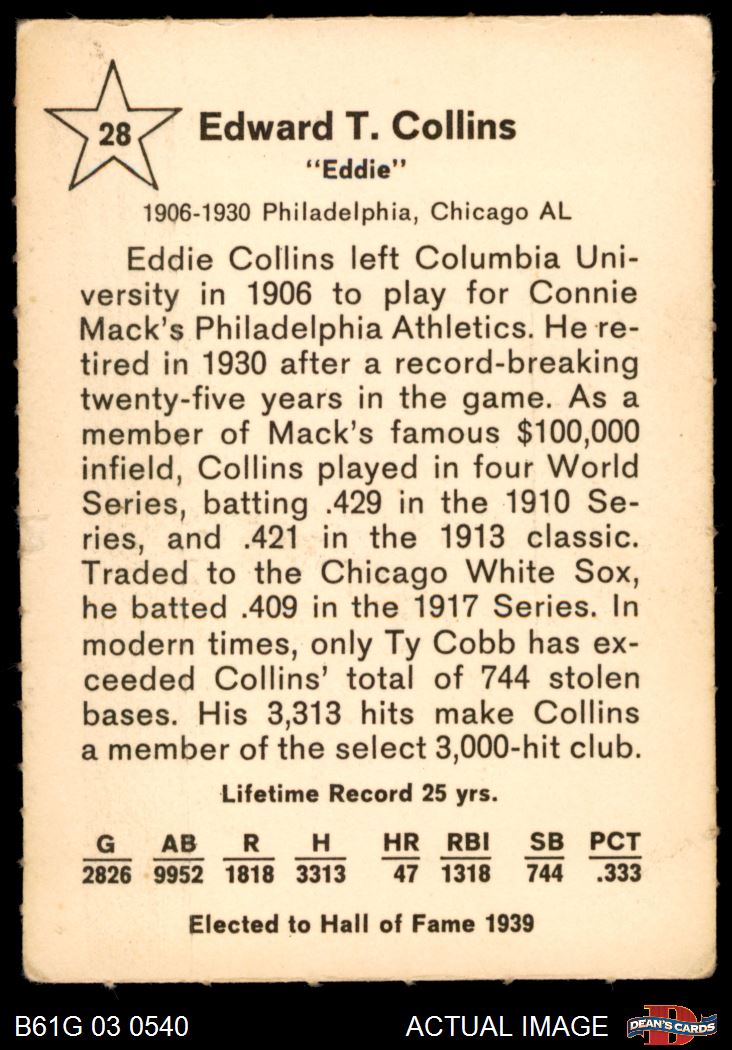 28
Edward T. Collins
“Eddie”
1906-1930 Philadelphia, Chicago AL
Eddie Collins left Columbia Uni-
versity in 1906 to play for Connie
Mack's Philadelphia Athletics. He re-
tired in 1930 after a record-breaking
twenty-five years in the game. As a
member of Mack's famous $100,000
infield, Collins played in four World
Series, batting .429 in the 1910 Se-
ries, and .421 in the 1913 classic.
Traded to the Chicago White Sox,
he batted .409 in the 1917 Series. In
modern times, only Ty Cobb has ex-
ceeded Collins' total of 744 stolen
bases. His 3,313 hits make Collins
a member of the select 3,000-hit club.
Lifetime Record 25 yrs.
G AB R H HR RBI SB PCT
2826 9952 1818 3313 47 1318 744 .333
Elected to Hall of Fame 1939
B61G 03 0540
ACTUAL IMAGE
D
DEAN'S CARDS